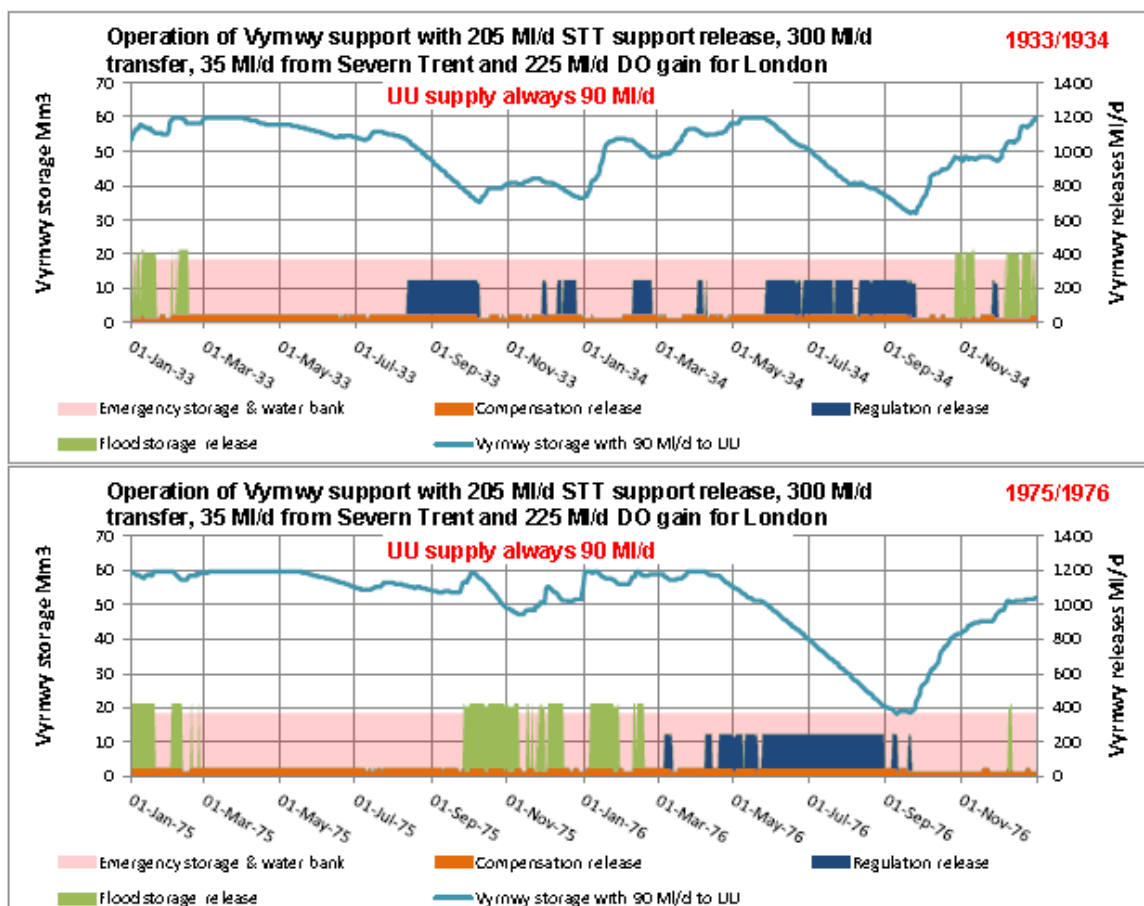 Operation of Vyrnwy support with 205 Ml/d STT support release, 300 Ml/d
transfer, 35 Ml/d from Severn Trent and 225 Ml/d DO gain for London
1933/1934
UU supply always 90 Ml/d
Vyrnwy storage Mm3
70
60
50
40
30
20
10
0
1400
1200
1000
800
600
400
200
0
Vyrnwy releases Ml/d
01-Jan-33
01-Mar-33
01-May-33
01-Jul-33
01-Sep-33
01-Nov-33
01-Jan-34
01-Mar-34
01-May-34
01-Jul-34
01-Sep-34
01-Nov-34
Emergency storage & water bank
Compensation release
Regulation release
Flood storage release
Vyrnwy storage with 90 Ml/d to UU
Operation of Vyrnwy support with 205 Ml/d STT support release, 300 Ml/d
transfer, 35 Ml/d from Severn Trent and 225 Ml/d DO gain for London
1975/1976
UU supply always 90 Ml/d
Vyrnwy storage Mm3
70
60
50
40
30
20
10
0
1400
1200
1000
800
600
400
200
0
Vyrnwy releases Ml/d
01-Jan-75
01-Mar-75
01-May-75
01-Jul-75
01-Sep-75
01-Nov-75
01-Jan-76
01-Mar-76
01-May-76
01-Jul-76
01-Sep-76
01-Nov-76
Emergency storage & water bank
Compensation release
Regulation release
Flood storage release
Vyrnwy storage with 90 Ml/d to UU